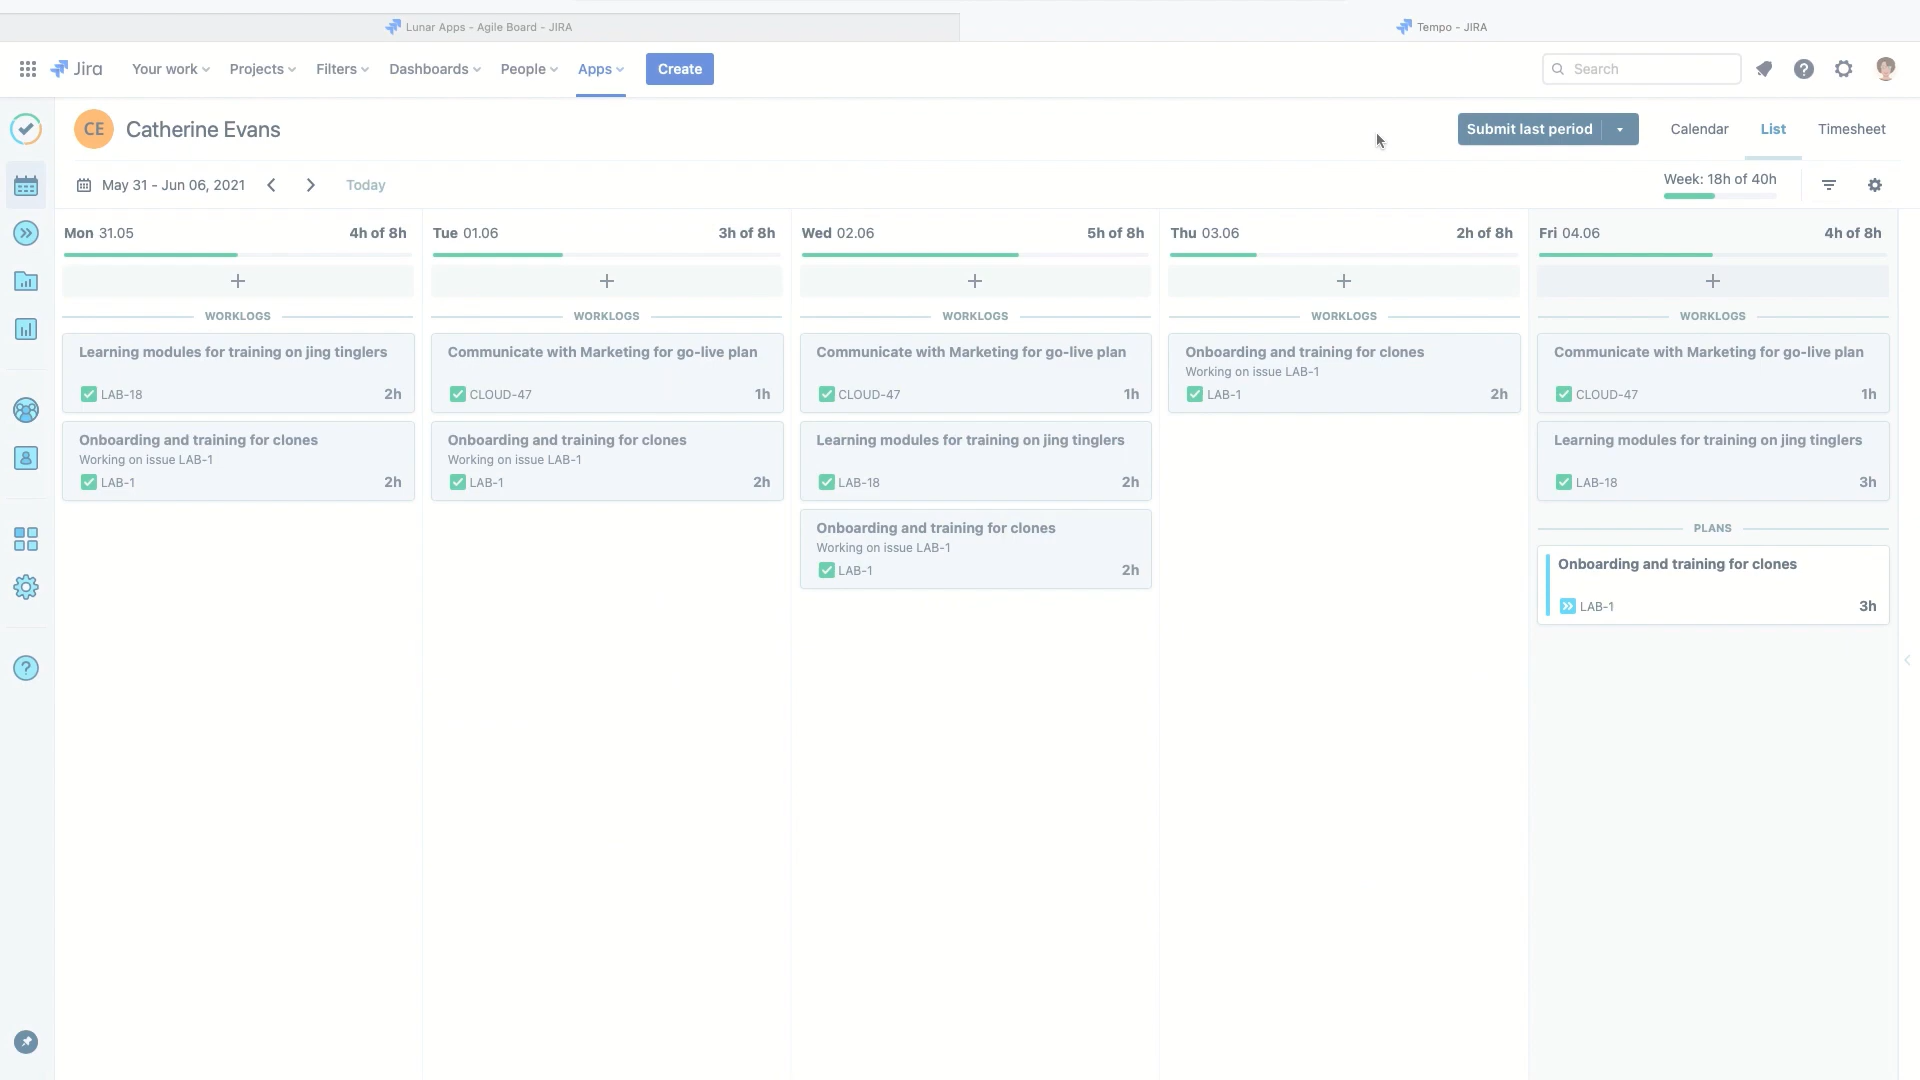 Lunar Apps - Agile Board - JIRA
Tempo - JIRA
Jira
Your work
Projects
Filters
Dashboards
People
Apps
Create
Search
CE
Catherine Evans
Submit last period
Calendar
List
Timesheet
May 31 - Jun 06, 2021
Today
Week: 18h of 40h
Mon 31.05
4h of 8h
WORKLOGS
Learning modules for training on jing tinglers
LAB-18
2h
Onboarding and training for clones
Working on issue LAB-1
LAB-1
2h
Tue 01.06
3h of 8h
WORKLOGS
Communicate with Marketing for go-live plan
CLOUD-47
1h
Onboarding and training for clones
Working on issue LAB-1
LAB-1
2h
Wed 02.06
5h of 8h
WORKLOGS
Communicate with Marketing for go-live plan
CLOUD-47
1h
Learning modules for training on jing tinglers
LAB-18
2h
Onboarding and training for clones
Working on issue LAB-1
LAB-1
2h
Thu 03.06
2h of 8h
WORKLOGS
Onboarding and training for clones
Working on issue LAB-1
LAB-1
2h
Fri 04.06
4h of 8h
WORKLOGS
Communicate with Marketing for go-live plan
CLOUD-47
1h
Learning modules for training on jing tinglers
LAB-18
3h
PLANS
Onboarding and training for clones
LAB-1
3h